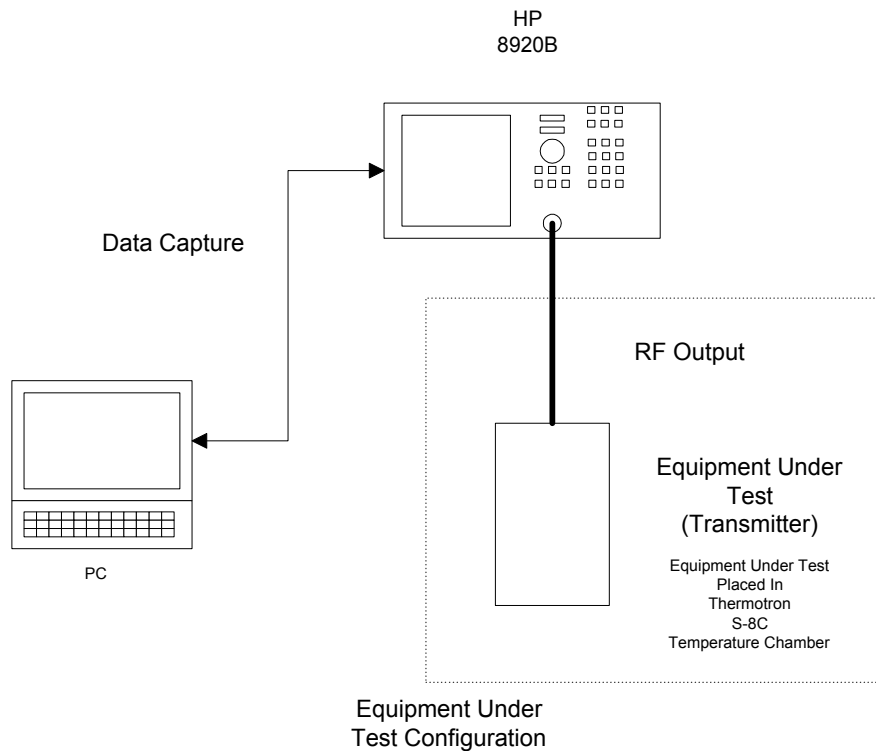 HP
8920B
Data Capture
RF Output
Equipment Under
Test
(Transmitter)
Equipment Under Test
Placed In
Thermotron
S-8C
Temperature Chamber
PC
Equipment Under
Test Configuration